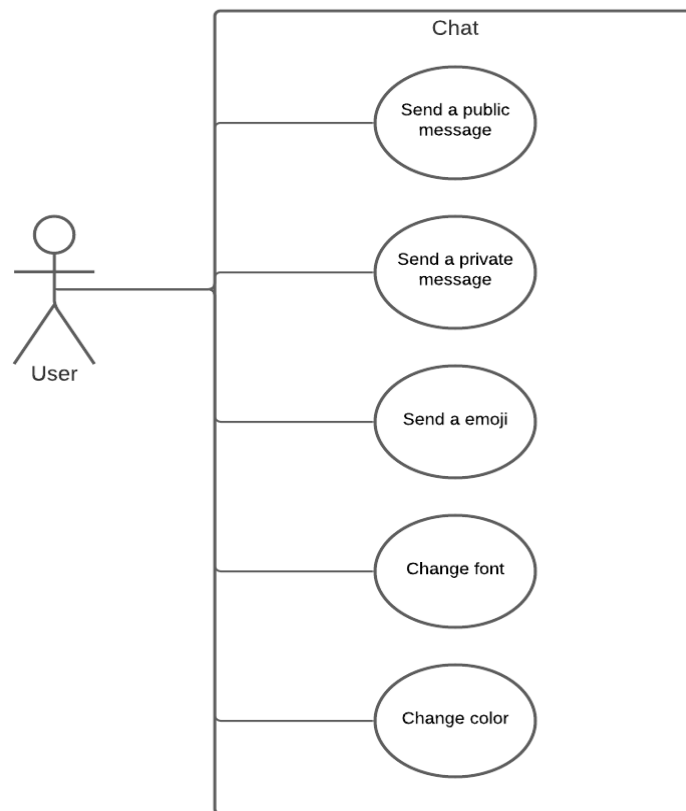 Chat
Send a public
message
Send a private
message
User
Send a emoji
Change font
Change color